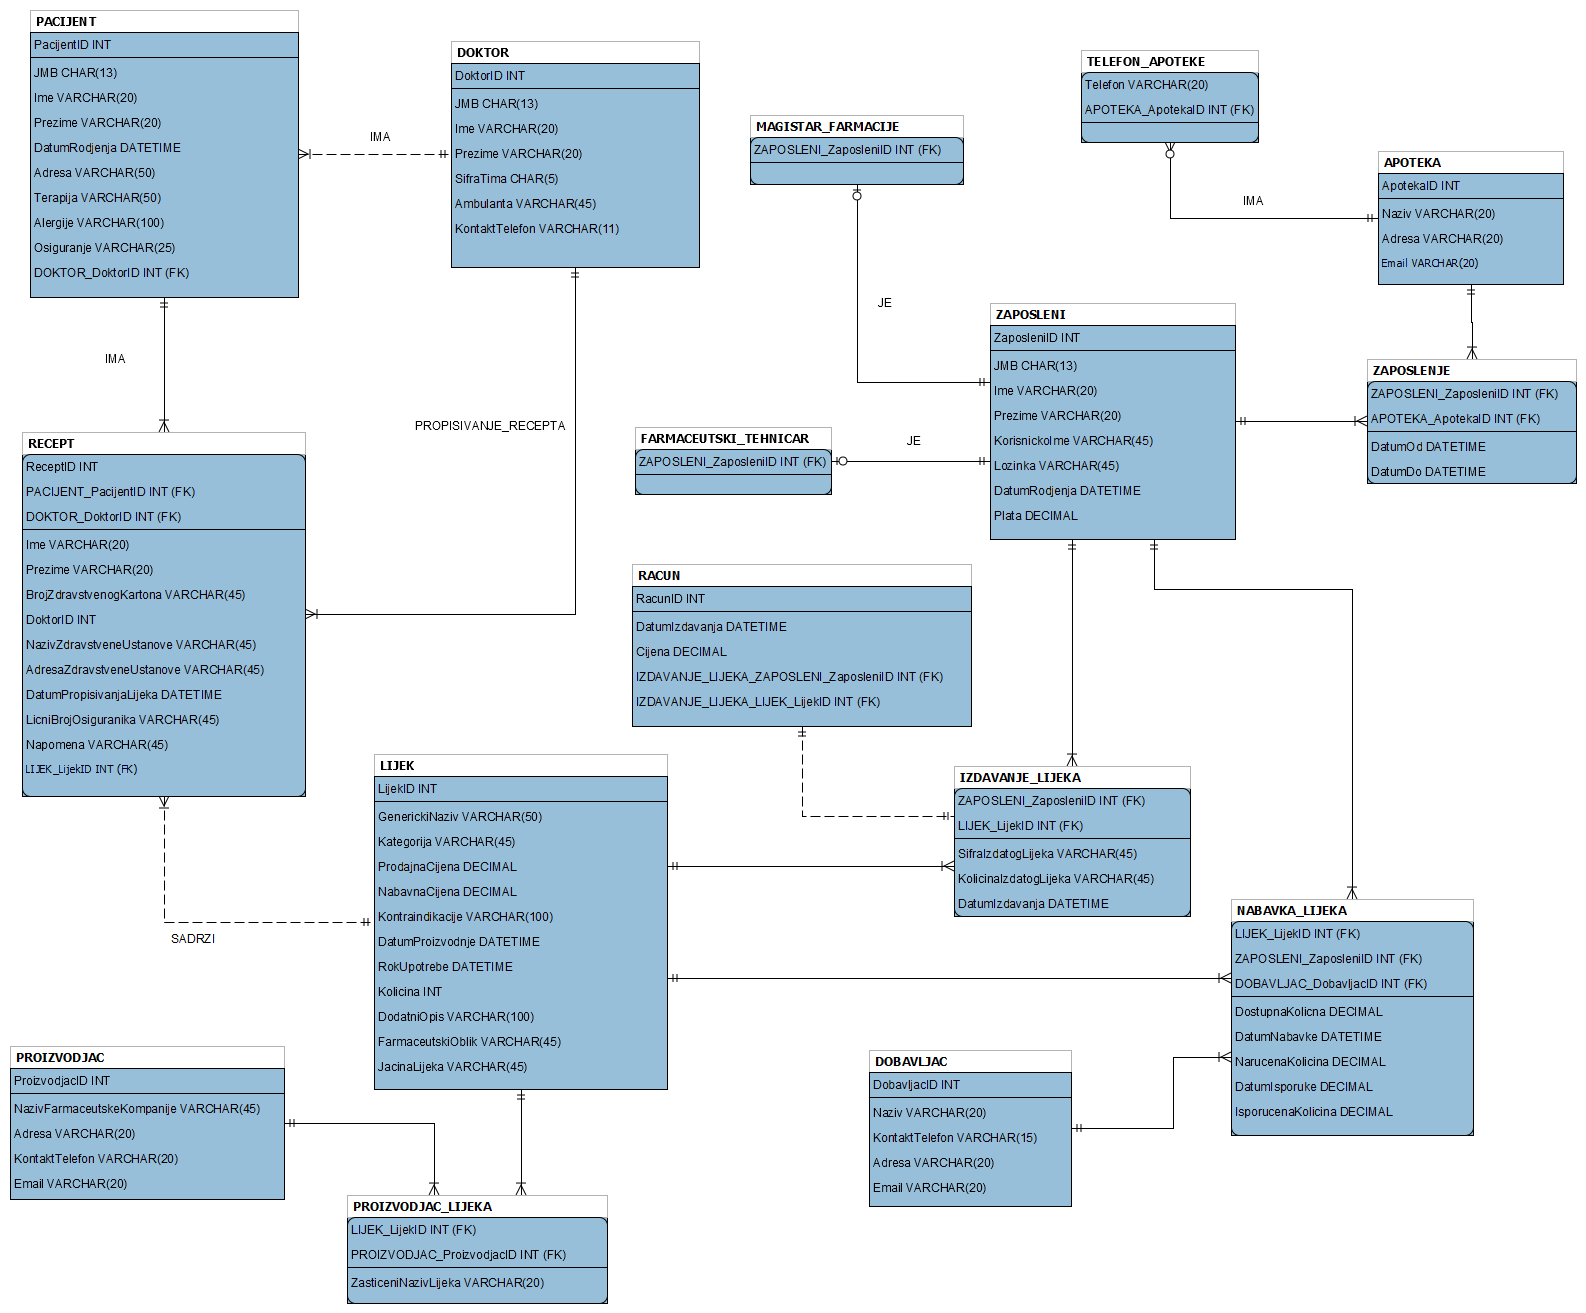 PACIJENT
PacijentID INT
JMB CHAR(13)
Ime VARCHAR(20)
Prezime VARCHAR(20)
DatumRodjenja DATETIME
Adresa VARCHAR(50)
Terapija VARCHAR(50)
Alergije VARCHAR(100)
Osiguranje VARCHAR(25)
DOKTOR_DoktorID INT (FK)
IMA
DOKTOR
DoktorID INT
JMB CHAR(13)
Ime VARCHAR(20)
Prezime VARCHAR(20)
SifraTima CHAR(5)
Ambulanta VARCHAR(45)
KontaktTelefon VARCHAR(11)
MAGISTAR_FARMACIJE
ZAPOSLENI_ZaposleniID INT (FK)
TELEFON_APOTEKE
Telefon VARCHAR(20)
APOTEKA_ApotekaID INT (FK)
IMA
APOTEKA
ApotekaID INT
Naziv VARCHAR(20)
Adresa VARCHAR(20)
Email VARCHAR(20)
JE
IMA
PROPISIVANJE_RECEPTA
ZAPOSLENI
ZaposleniID INT
JMB CHAR(13)
Ime VARCHAR(20)
Prezime VARCHAR(20)
KorisnickoIme VARCHAR(45)
Lozinka VARCHAR(45)
DatumRodjenja DATETIME
Plata DECIMAL
ZAPOSLENJE
ZAPOSLENI_ZaposleniID INT (FK)
APOTEKA_ApotekaID INT (FK)
DatumOd DATETIME
DatumDo DATETIME
FARMACEUTSKI_TEHNICAR
ZAPOSLENI_ZaposleniID INT (FK)
JE
RECEPT
ReceptID INT
PACIJENT_PacijentID INT (FK)
DOKTOR_DoktorID INT (FK)
Ime VARCHAR(20)
Prezime VARCHAR(20)
BrojZdravstvenogKartona VARCHAR(45)
DoktorID INT
NazivZdravstveneUstanove VARCHAR(45)
AdresaZdravstveneUstanove VARCHAR(45)
DatumPropisivanjaLijeka DATETIME
LicniBrojOsiguranika VARCHAR(45)
Napomena VARCHAR(45)
LIJEK_LijekID INT (FK)
SADRZI
RACUN
RacunID INT
DatumIzdavanja DATETIME
Cijena DECIMAL
IZDAVANJE_LIJEKA_ZAPOSLENI_ZaposleniID INT (FK)
IZDAVANJE_LIJEKA_LIJEK_LijekID INT (FK)
LIJEK
LijekID INT
GenerickiNaziv VARCHAR(50)
Kategorija VARCHAR(45)
ProdajnaCijena DECIMAL
NabavnaCijena DECIMAL
Kontraindikacije VARCHAR(100)
DatumProizvodnje DATETIME
RokUpotrebe DATETIME
Kolicina INT
DodatniOpis VARCHAR(100)
FarmaceutskiOblik VARCHAR(45)
JacinaLijeka VARCHAR(45)
IZDAVANJE_LIJEKA
ZAPOSLENI_ZaposleniID INT (FK)
LIJEK_LijekID INT (FK)
SifraIzdatogLijeka VARCHAR(45)
KolicinaIzdatogLijeka VARCHAR(45)
DatumIzdavanja DATETIME
NABAVKA_LIJEKA
LIJEK_LijekID INT (FK)
ZAPOSLENI_ZaposleniID INT (FK)
DOBAVLJAC_DobavljacID INT (FK)
DostupnaKolicna DECIMAL
DatumNabavke DATETIME
NarucenaKolicina DECIMAL
DatumIsporuke DECIMAL
IsporucenaKolicina DECIMAL
PROIZVODJAC
ProizvodjacID INT
NazivFarmaceutskeKompanije VARCHAR(45)
Adresa VARCHAR(20)
KontaktTelefon VARCHAR(20)
Email VARCHAR(20)
DOBAVLJAC
DobavljacID INT
Naziv VARCHAR(20)
KontaktTelefon VARCHAR(15)
Adresa VARCHAR(20)
Email VARCHAR(20)
PROIZVODJAC_LIJEKA
LIJEK_LijekID INT (FK)
PROIZVODJAC_ProizvodjacID INT (FK)
ZasticeniNazivLijeka VARCHAR(20)